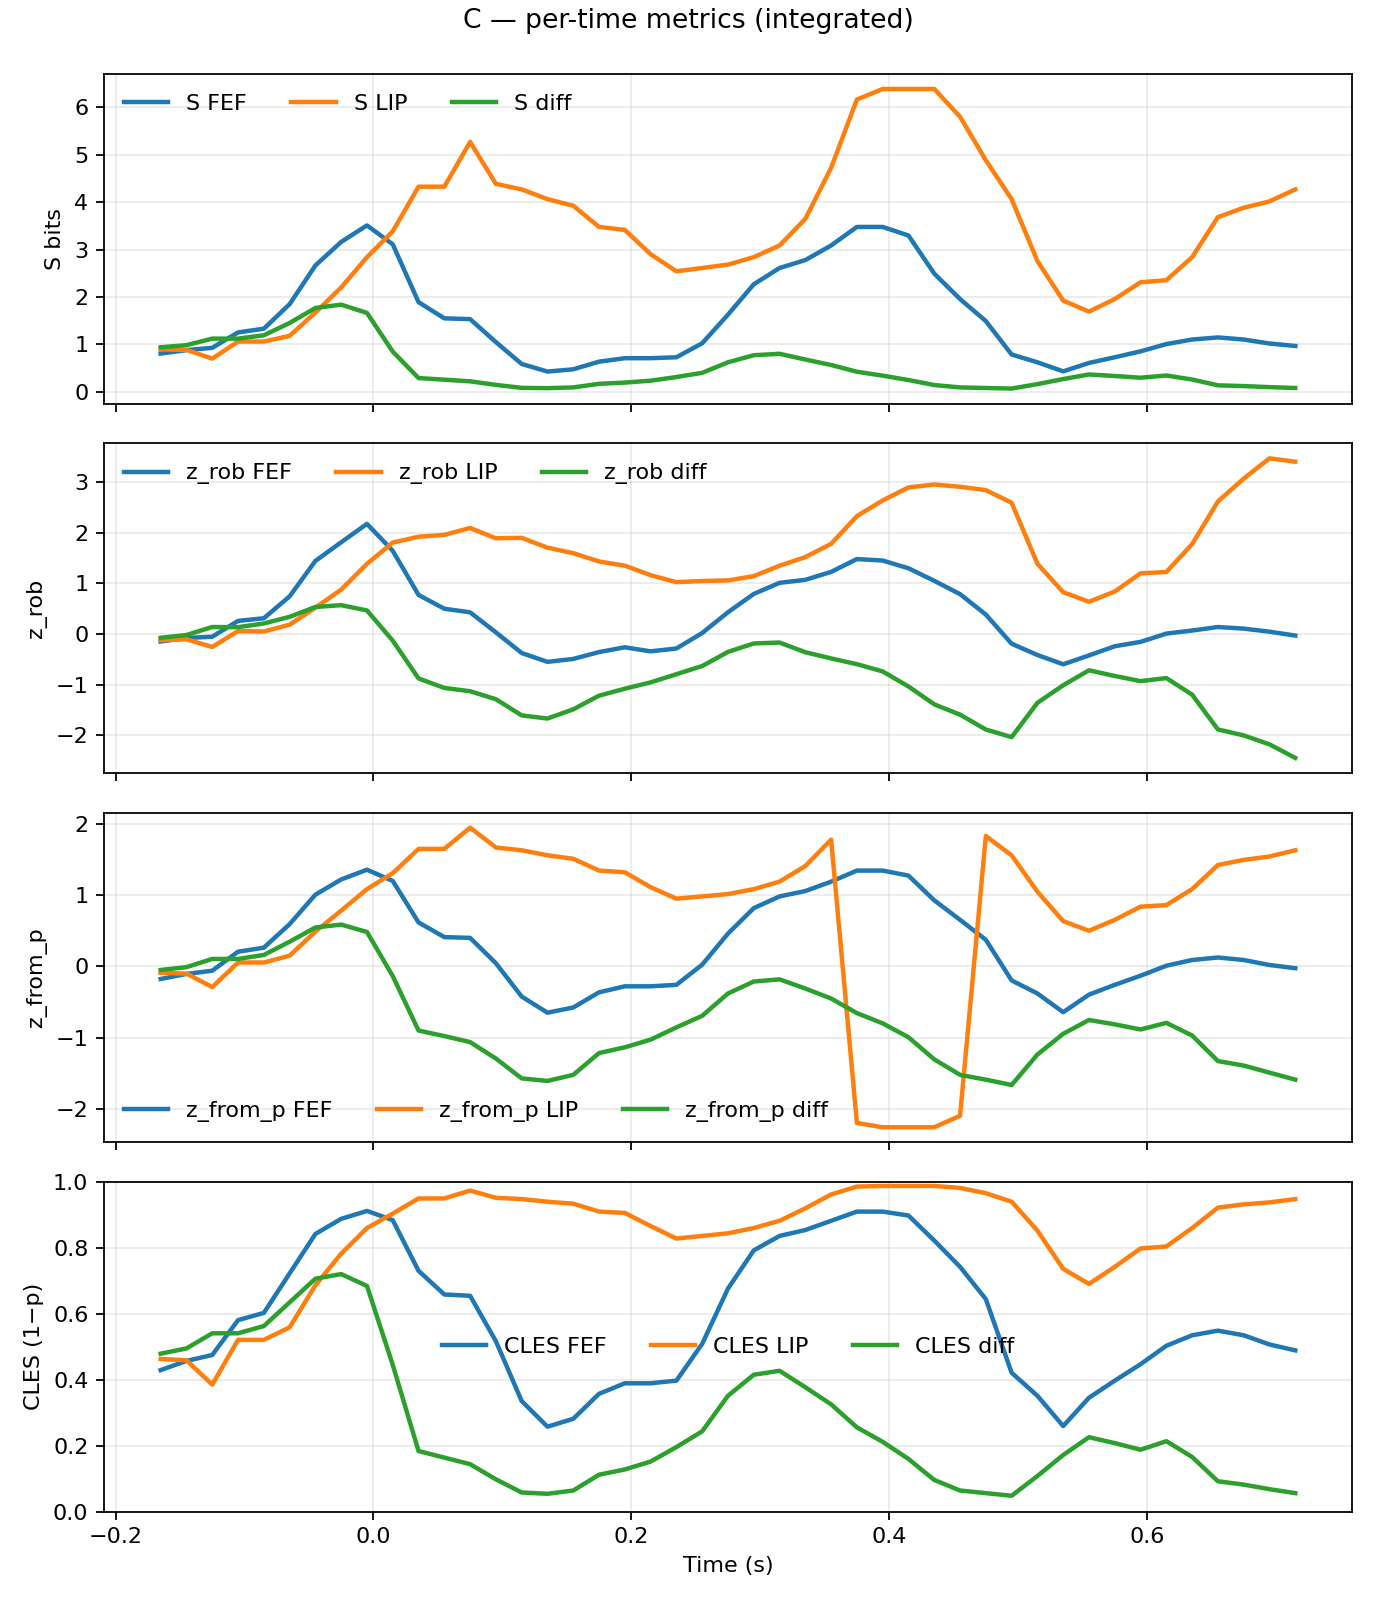 C — per-time metrics (integrated)
S FEF S LIP S diff
6
5
4
3
2
1
0
S bits
z_rob FEF z_rob LIP z_rob diff
3
2
1
0
−1
−2
z_rob
2
1
0
−1
−2
z_from_p
z_from_p FEF z_from_p LIP z_from_p diff
1.0
0.8
0.6
0.4
0.2
0.0
CLES (1−p)
CLES FEF CLES LIP CLES diff
−0.2 0.0 0.2 0.4 0.6
Time (s)